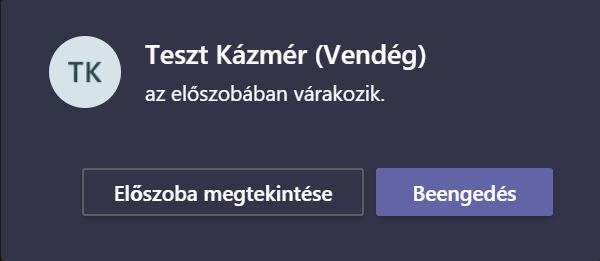 TK
Teszt Kázmér (Vendég)
az előszobában várakozik.
Előszoba megtekintése
Beengedés